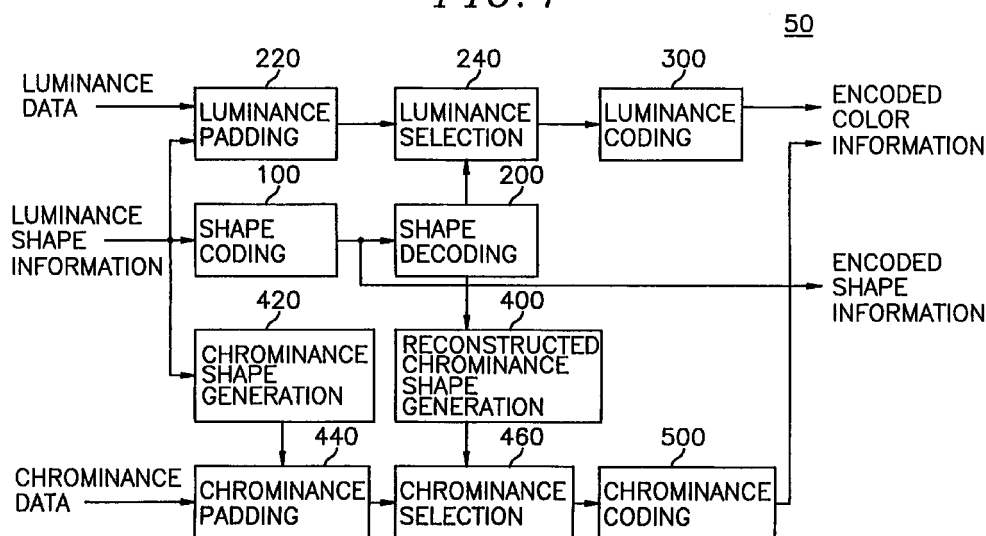 50
220
240
300
LUMINANCE
DATA
LUMINANCE
PADDING
LUMINANCE
SELECTION
LUMINANCE
CODING
ENCODED
COLOR
INFORMATION
100
200
LUMINANCE
SHAPE
INFORMATION
SHAPE
CODING
SHAPE
DECODING
ENCODED
SHAPE
INFORMATION
420
400
CHROMINANCE
SHAPE
GENERATION
RECONSTRUCTED
CHROMINANCE
SHAPE
GENERATION
440
460
500
CHROMINANCE
DATA
CHROMINANCE
PADDING
CHROMINANCE
SELECTION
CHROMINANCE
CODING